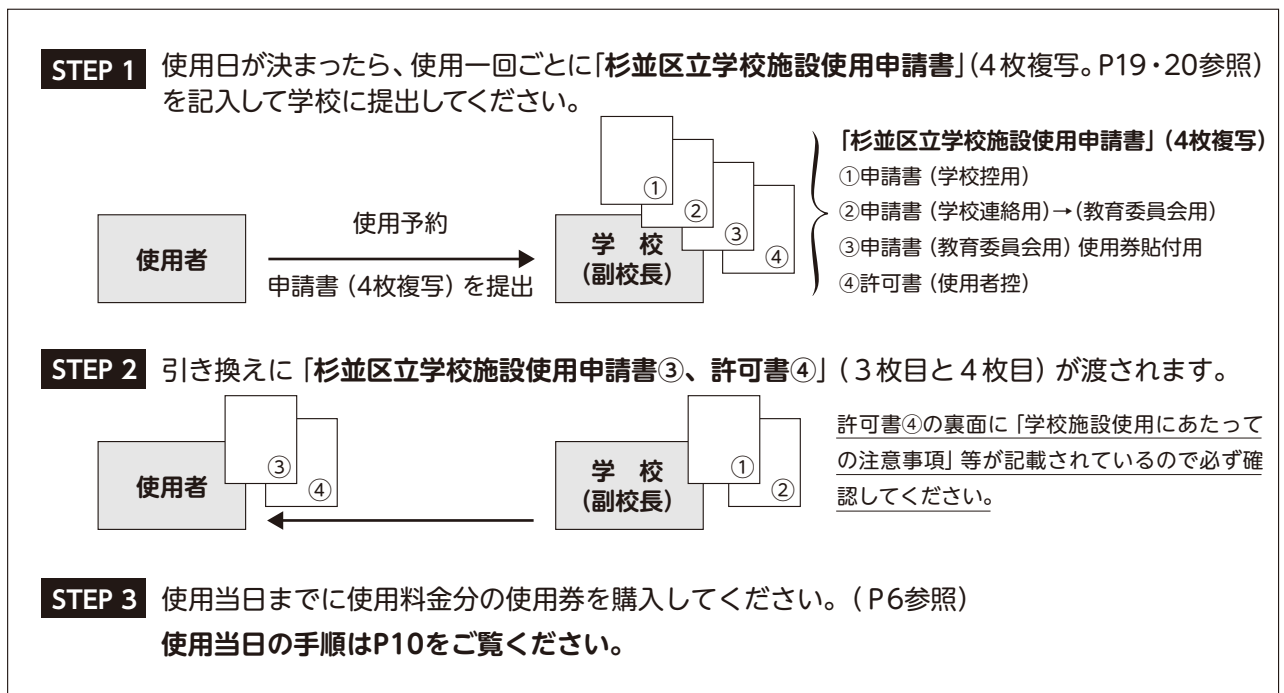 STEP 1 使用日が決まったら、使用一回ごとに「杉並区立学校施設使用申請書」(4枚複写。P19・20参照)
を記入して学校に提出してください。
使用者
使用予約
申請書(4枚複写)を提出
学 校
(副校長)
①
②
③
④
「杉並区立学校施設使用申請書」(4枚複写)
①申請書(学校控用)
②申請書(学校連絡用)→(教育委員会用)
③申請書(教育委員会用)使用券貼付用
④許可書(使用者控)
STEP 2 引き換えに「杉並区立学校施設使用申請書③、許可書④」(3枚目と4枚目)が渡されます。
使用者
③
④
学 校
(副校長)
①
②
許可書④の裏面に「学校施設使用にあたって
の注意事項」等が記載されているので必ず確
認してください。
STEP 3 使用当日までに使用料金分の使用券を購入してください。(P6参照)
使用当日の手順はP10をご覧ください。